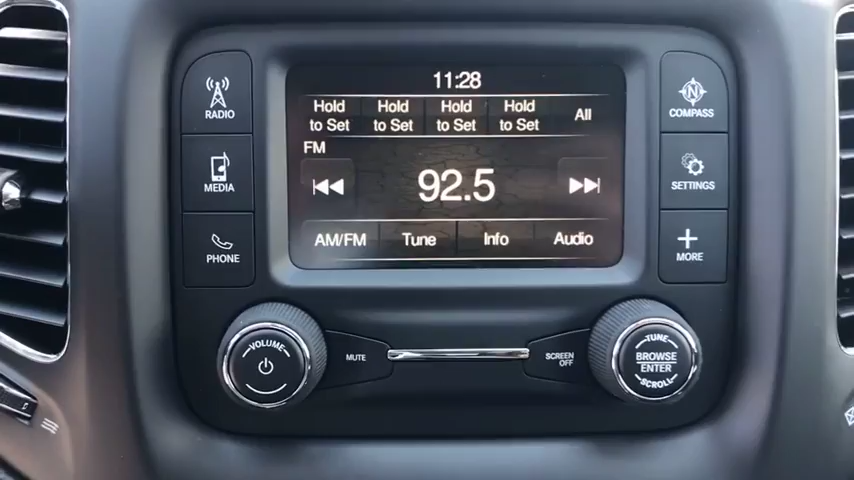 11:28
Hold to Set
Hold to Set
Hold to Set
Hold to Set
All
FM
92.5
AM/FM
Tune
Info
Audio
RADIO
MEDIA
PHONE
N
COMPASS
SETTINGS
MORE
VOLUME
MUTE
SCREEN
OFF
TUNE
BROWSE
ENTER
SCROLL